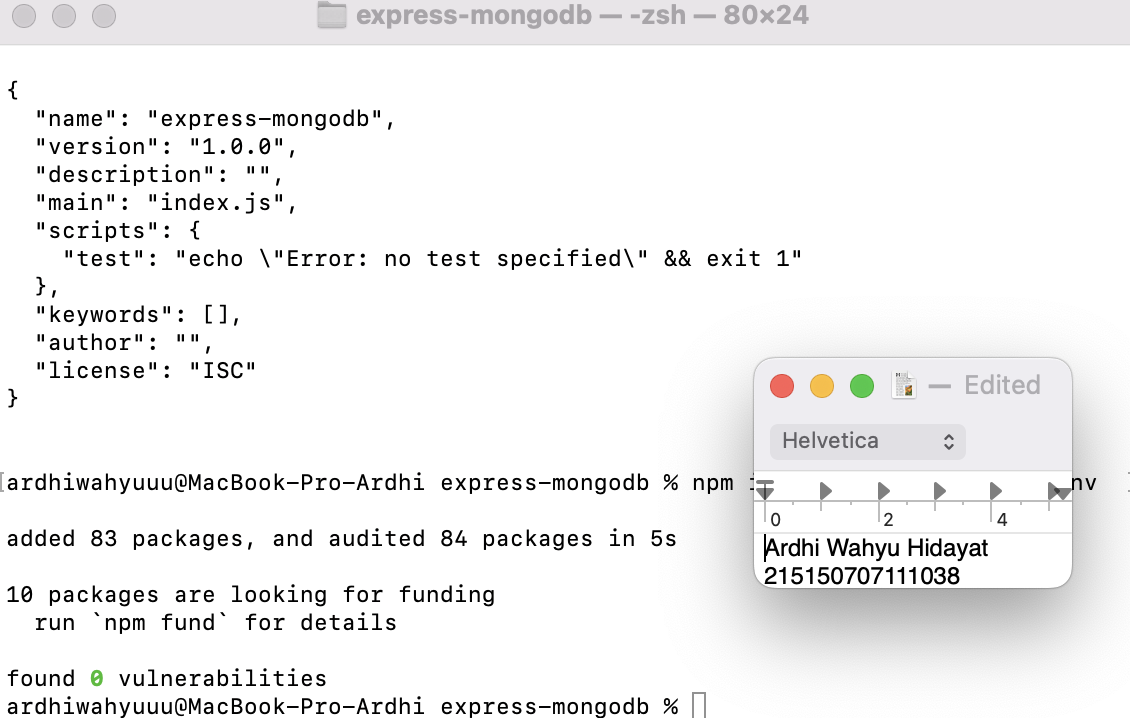 express-mongodb — -zsh — 80×24
{
  "name": "express-mongodb",
  "version": "1.0.0",
  "description": "",
  "main": "index.js",
  "scripts": {
    "test": "echo \"Error: no test specified\" && exit 1"
  },
  "keywords": [],
  "author": "",
  "license": "ISC"
}
ardhiwahyuuu@MacBook-Pro-Ardhi express-mongodb % npm
added 83 packages, and audited 84 packages in 5s
10 packages are looking for funding
  run `npm fund` for details
found 0 vulnerabilities
ardhiwahyuuu@MacBook-Pro-Ardhi express-mongodb %
— Edited
Helvetica
0 2 4
Ardhi Wahyu Hidayat
215150707111038